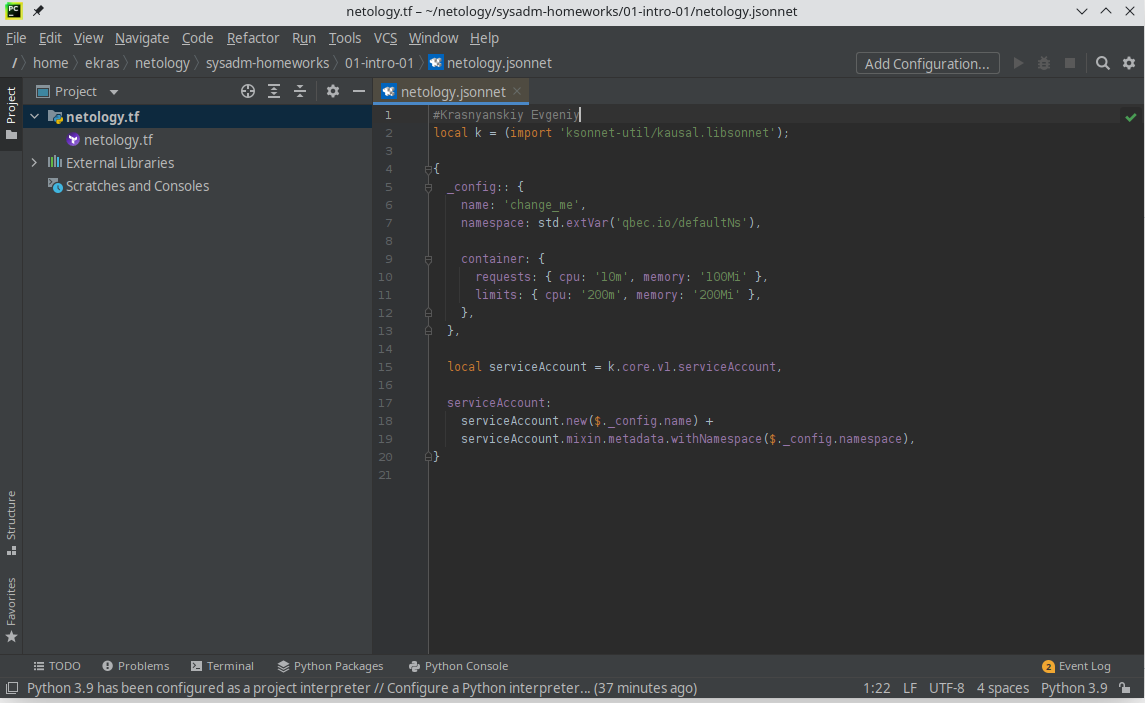 PC
netology.tf – ~/netology/sysadm-homeworks/01-intro-01/netology.jsonnet
File Edit View Navigate Code Refactor Run Tools VCS Window Help
/ home ekras netology sysadm-homeworks 01-intro-01 netology.jsonnet Add Configuration...
Project
Project
netology.jsonnet
netology.tf
netology.tf
External Libraries
Scratches and Consoles
1 #Krasnyanskiy Evgeniy
2 local k = (import 'ksonnet-util/kausal.libsonnet');
3
4 {
5 _config:: {
6 name: 'change_me',
7 namespace: std.extVar('qbec.io/defaultNs'),
8
9 container: {
10 requests: { cpu: '10m', memory: '100Mi' },
11 limits: { cpu: '200m', memory: '200Mi' },
12 },
13 },
14
15 local serviceAccount = k.core.v1.serviceAccount,
16
17 serviceAccount:
18 serviceAccount.new($._config.name) +
19 serviceAccount.mixin.metadata.withNamespace($._config.namespace),
20 }
21
Structure
Favorites
TODO Problems Terminal Python Packages Python Console 2 Event Log
Python 3.9 has been configured as a project interpreter // Configure a Python interpreter... (37 minutes ago) 1:22 LF UTF-8 4 spaces Python 3.9